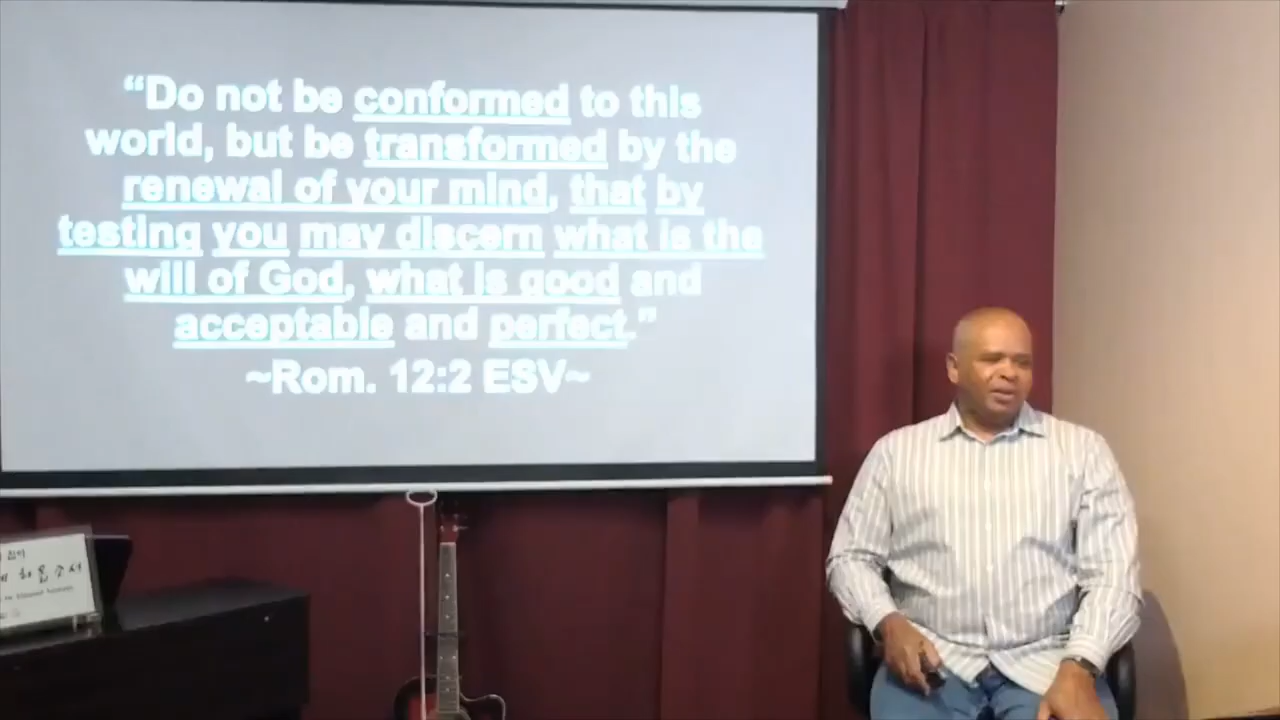 “Do not be conformed to this
world, but be transformed by the
renewal of your mind, that by
testing you may discern what is the
will of God, what is good and
acceptable and perfect.”
~Rom. 12:2 ESV~